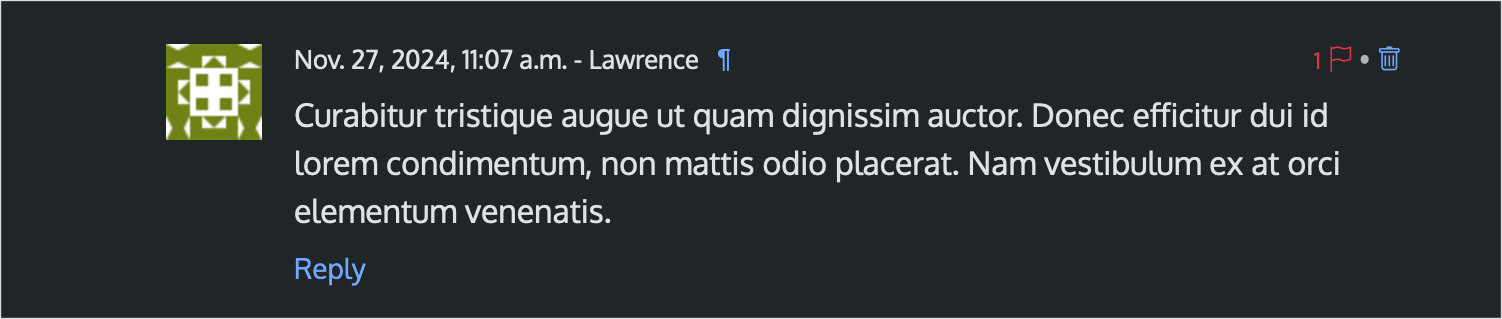 Nov. 27, 2024, 11:07 a.m. - Lawrence ¶ 1 •
Curabitur tristique augue ut quam dignissim auctor. Donec efficitur dui id
lorem condimentum, non mattis odio placerat. Nam vestibulum ex at orci
elementum venenatis.
Reply